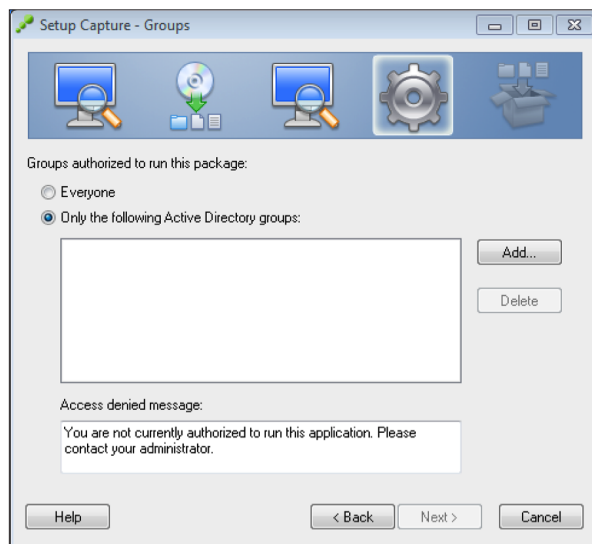 Setup Capture - Groups
Groups authorized to run this package:
Everyone
Only the following Active Directory groups:
Add...
Delete
Access denied message:
You are not currently authorized to run this application. Please
contact your administrator.
Help
< Back
Next >
Cancel